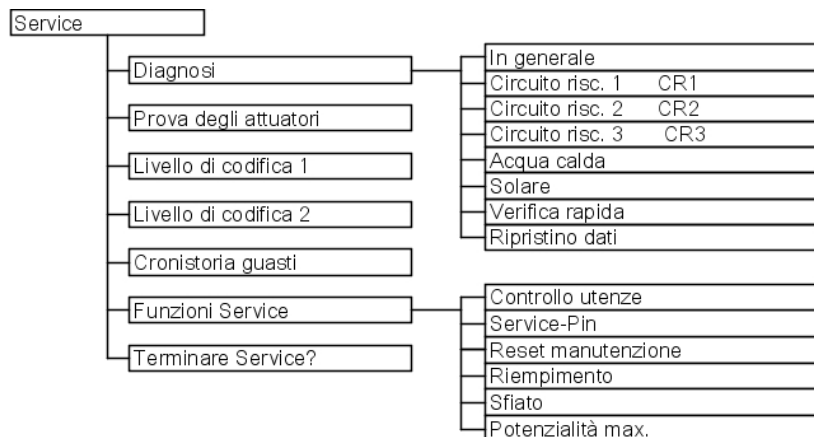 Service
Diagnosi
Prova degli attuatori
Livello di codifica 1
Livello di codifica 2
Cronistoria guasti
Funzioni Service
Terminare Service?
In generale
Circuito risc. 1 CR1
Circuito risc. 2 CR2
Circuito risc. 3 CR3
Acqua calda
Solare
Verifica rapida
Ripristino dati
Controllo utenze
Service-Pin
Reset manutenzione
Riempimento
Sfiato
Potenzialità max.